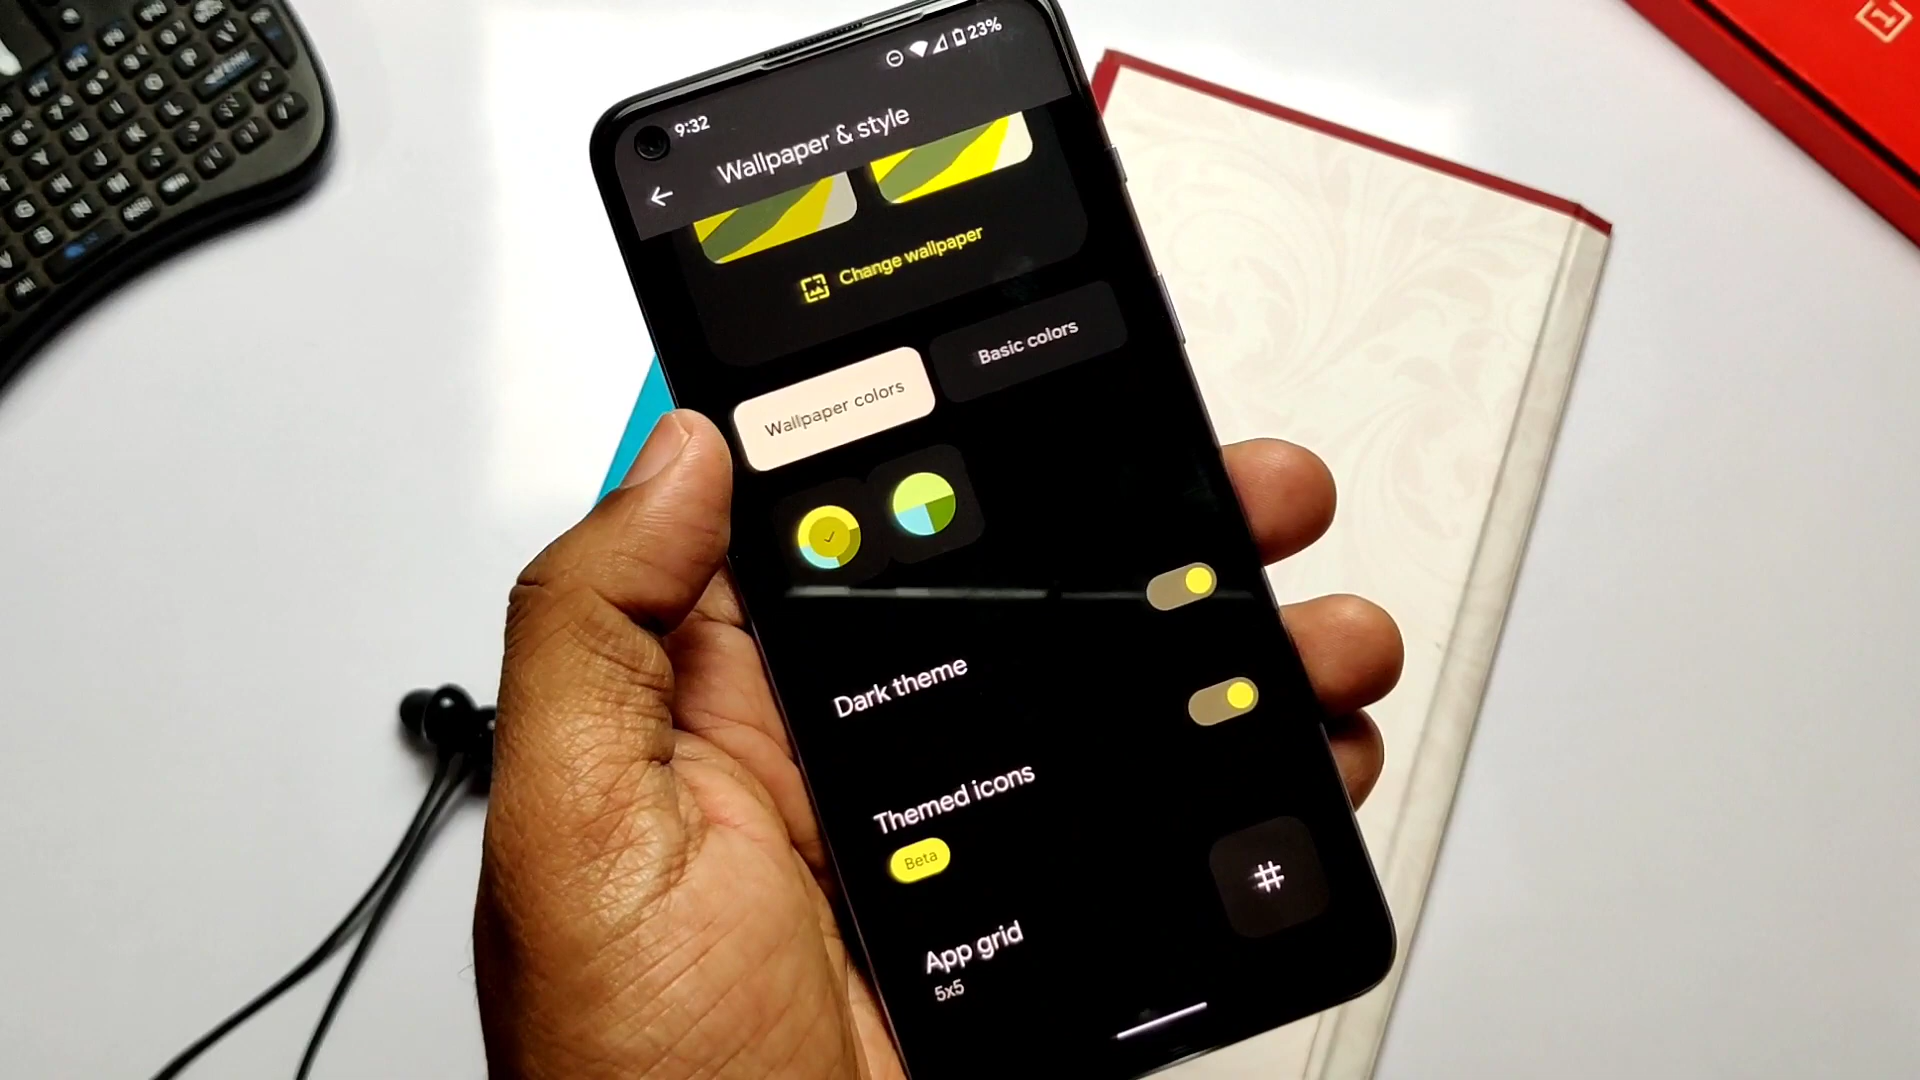 23%
9:32
Wallpaper & style
Change wallpaper
Wallpaper colors
Basic colors
Dark theme
Themed icons
Beta
#
App grid
5x5